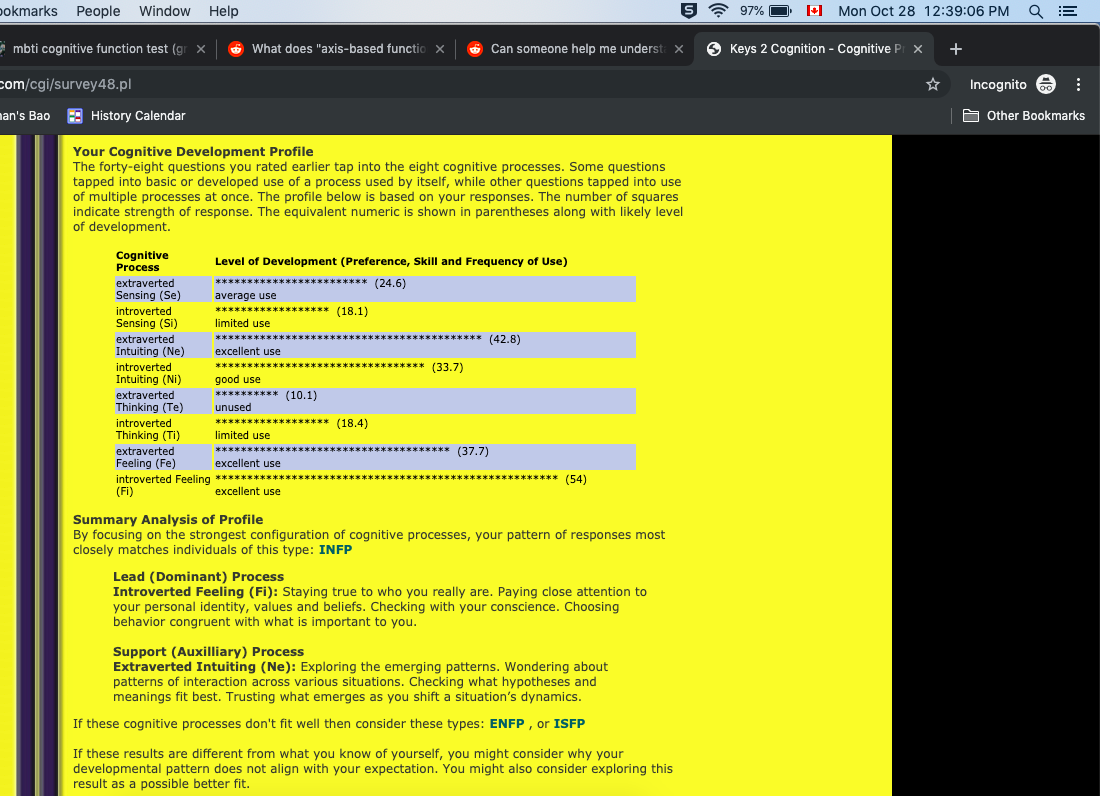 ookmarks People Window Help 97% Mon Oct 28 12:39:06 PM
mbti cognitive function test (gr × What does "axis-based functio × Can someone help me underst × Keys 2 Cognition - Cognitive P × +
com/cgi/survey48.pl Incognito
nan's Bao History Calendar Other Bookmarks
Your Cognitive Development Profile
The forty-eight questions you rated earlier tap into the eight cognitive processes. Some questions
tapped into basic or developed use of a process used by itself, while other questions tapped into use
of multiple processes at once. The profile below is based on your responses. The number of squares
indicate strength of response. The equivalent numeric is shown in parentheses along with likely level
of development.
Cognitive
Process Level of Development (Preference, Skill and Frequency of Use)
extraverted ************************ (24.6)
Sensing (Se) average use
introverted ****************** (18.1)
Sensing (Si) limited use
extraverted ****************************************** (42.8)
Intuiting (Ne) excellent use
introverted ********************************* (33.7)
Intuiting (Ni) good use
extraverted ********** (10.1)
Thinking (Te) unused
introverted ****************** (18.4)
Thinking (Ti) limited use
extraverted ************************************* (37.7)
Feeling (Fe) excellent use
introverted Feeling ****************************************************** (54)
(Fi) excellent use
Summary Analysis of Profile
By focusing on the strongest configuration of cognitive processes, your pattern of responses most
closely matches individuals of this type: INFP
Lead (Dominant) Process
Introverted Feeling (Fi): Staying true to who you really are. Paying close attention to
your personal identity, values and beliefs. Checking with your conscience. Choosing
behavior congruent with what is important to you.
Support (Auxilliary) Process
Extraverted Intuiting (Ne): Exploring the emerging patterns. Wondering about
patterns of interaction across various situations. Checking what hypotheses and
meanings fit best. Trusting what emerges as you shift a situation's dynamics.
If these cognitive processes don't fit well then consider these types: ENFP , or ISFP
If these results are different from what you know of yourself, you might consider why your
developmental pattern does not align with your expectation. You might also consider exploring this
result as a possible better fit.